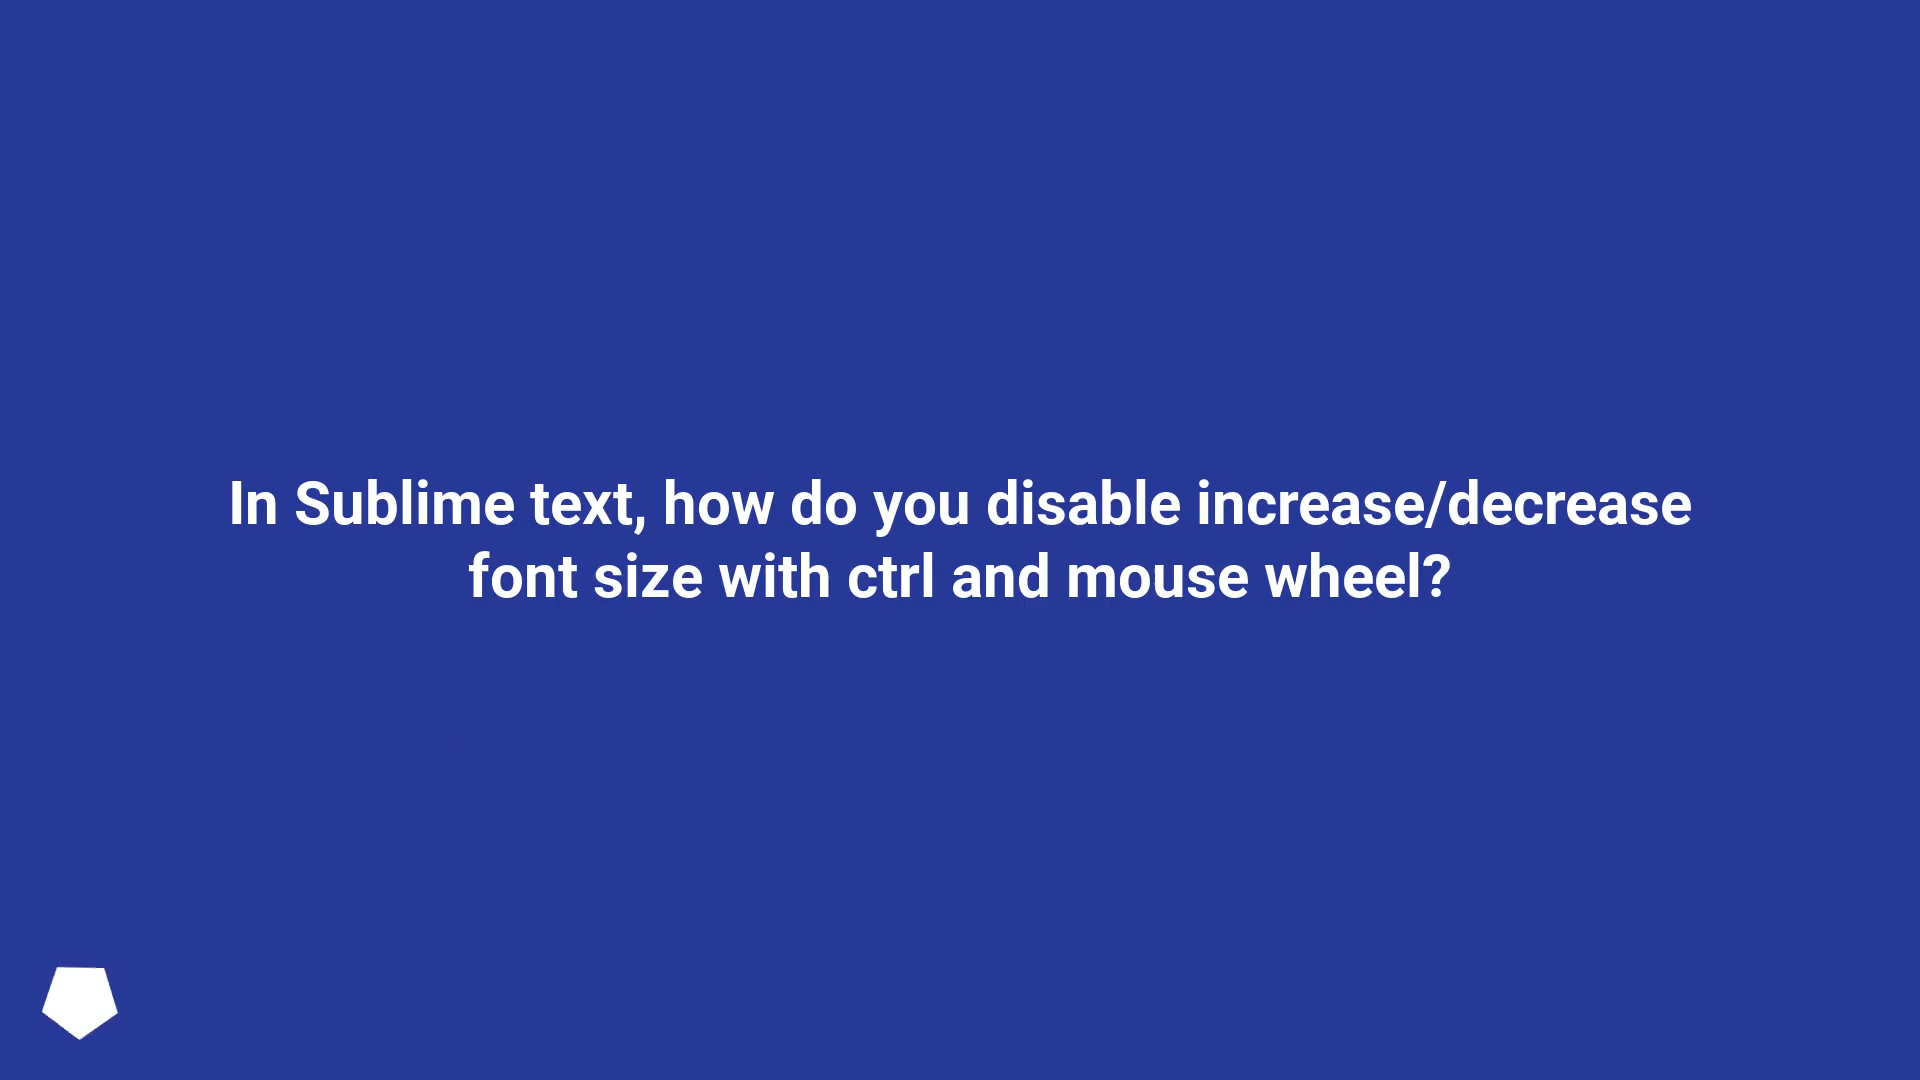 In Sublime text, how do you disable increase/decrease
font size with ctrl and mouse wheel?